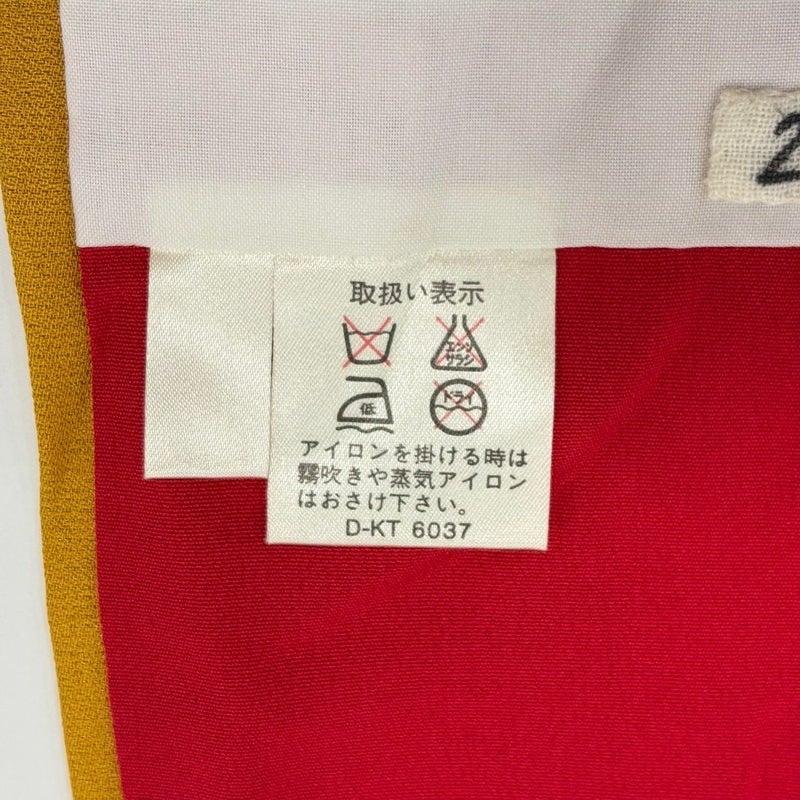 2
取扱い表示
エンソ
サラシ
低
ドライ
アイロンを掛ける時は
霧吹きや蒸気アイロン
はおさけ下さい。
D-KT 6037